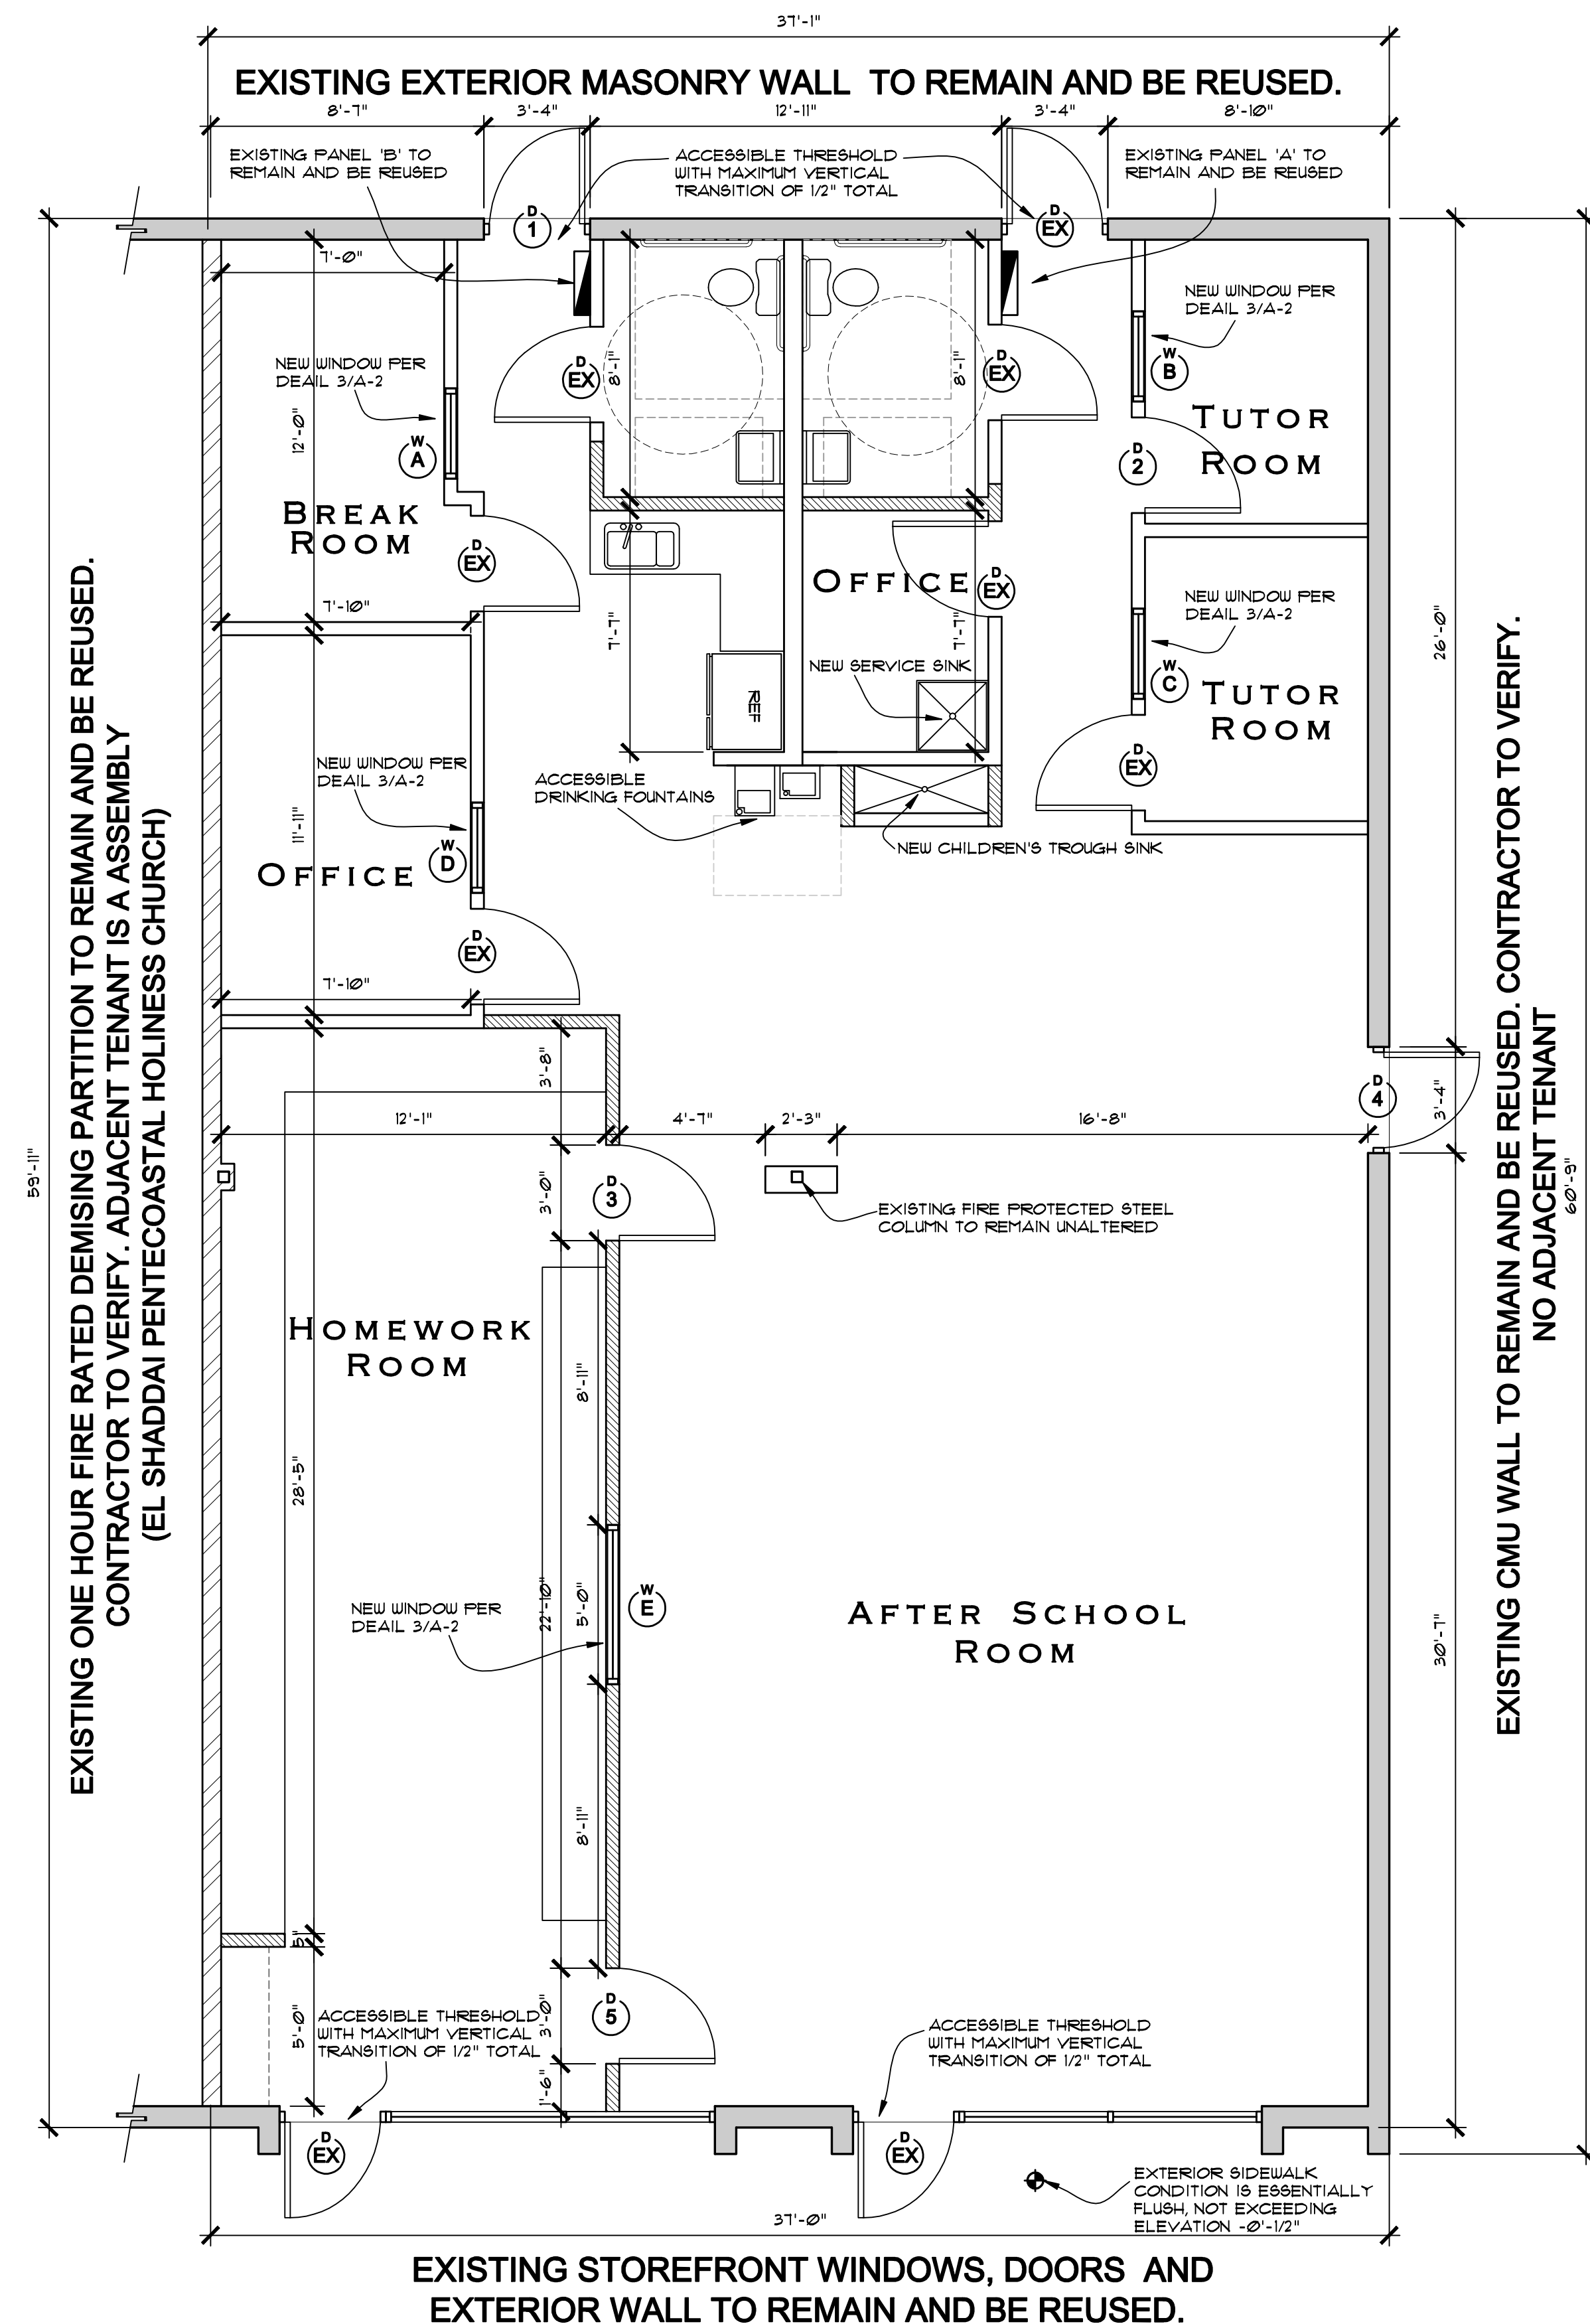 37'-1"
EXISTING EXTERIOR MASONRY WALL TO REMAIN AND BE REUSED.
8'-7"
3'-4"
12'-11"
3'-4"
8'-10"
EXISTING PANEL 'B' TO
REMAIN AND BE REUSED
ACCESSIBLE THRESHOLD
WITH MAXIMUM VERTICAL
TRANSITION OF 1/2" TOTAL
EXISTING PANEL 'A' TO
REMAIN AND BE REUSED
D
1
D
EX
7'-0"
NEW WINDOW PER
DEAIL 3/A-2
NEW WINDOW PER
DEAIL 3/A-2
12'-0"
W
A
D
EX
8'-1"
8'-1"
D
EX
W
B
TUTOR
ROOM
D
2
BREAK
ROOM
D
EX
7'-10"
7'-7"
OFFICE
D
EX
7'-7"
NEW SERVICE SINK
REF
NEW WINDOW PER
DEAIL 3/A-2
W
C
TUTOR
ROOM
D
EX
26'-0"
NEW WINDOW PER
DEAIL 3/A-2
11'-11"
W
D
OFFICE
ACCESSIBLE
DRINKING FOUNTAINS
NEW CHILDREN'S TROUGH SINK
D
EX
7'-10"
EXISTING ONE HOUR FIRE RATED DEMISING PARTITION TO REMAIN AND BE REUSED.
CONTRACTOR TO VERIFY. ADJACENT TENANT IS A ASSEMBLY
(EL SHADDAI PENTECOASTAL HOLINESS CHURCH)
59'-11"
EXISTING CMU WALL TO REMAIN AND BE REUSED. CONTRACTOR TO VERIFY.
NO ADJACENT TENANT
60'-9"
3'-8"
12'-1"
4'-7"
2'-3"
16'-8"
D
4
3'-4"
3'-0"
D
3
EXISTING FIRE PROTECTED STEEL
COLUMN TO REMAIN UNALTERED
HOMEWORK
ROOM
8'-11"
28'-5"
22'-10"
5'-0"
W
E
NEW WINDOW PER
DEAIL 3/A-2
AFTER SCHOOL
ROOM
30'-7"
8'-11"
5"
5'-0"
ACCESSIBLE THRESHOLD
WITH MAXIMUM VERTICAL
TRANSITION OF 1/2" TOTAL
3'-0"
D
5
1'-6"
ACCESSIBLE THRESHOLD
WITH MAXIMUM VERTICAL
TRANSITION OF 1/2" TOTAL
D
EX
D
EX
EXTERIOR SIDEWALK
CONDITION IS ESSENTIALLY
FLUSH, NOT EXCEEDING
ELEVATION -0'-1/2"
37'-0"
EXISTING STOREFRONT WINDOWS, DOORS AND
EXTERIOR WALL TO REMAIN AND BE REUSED.